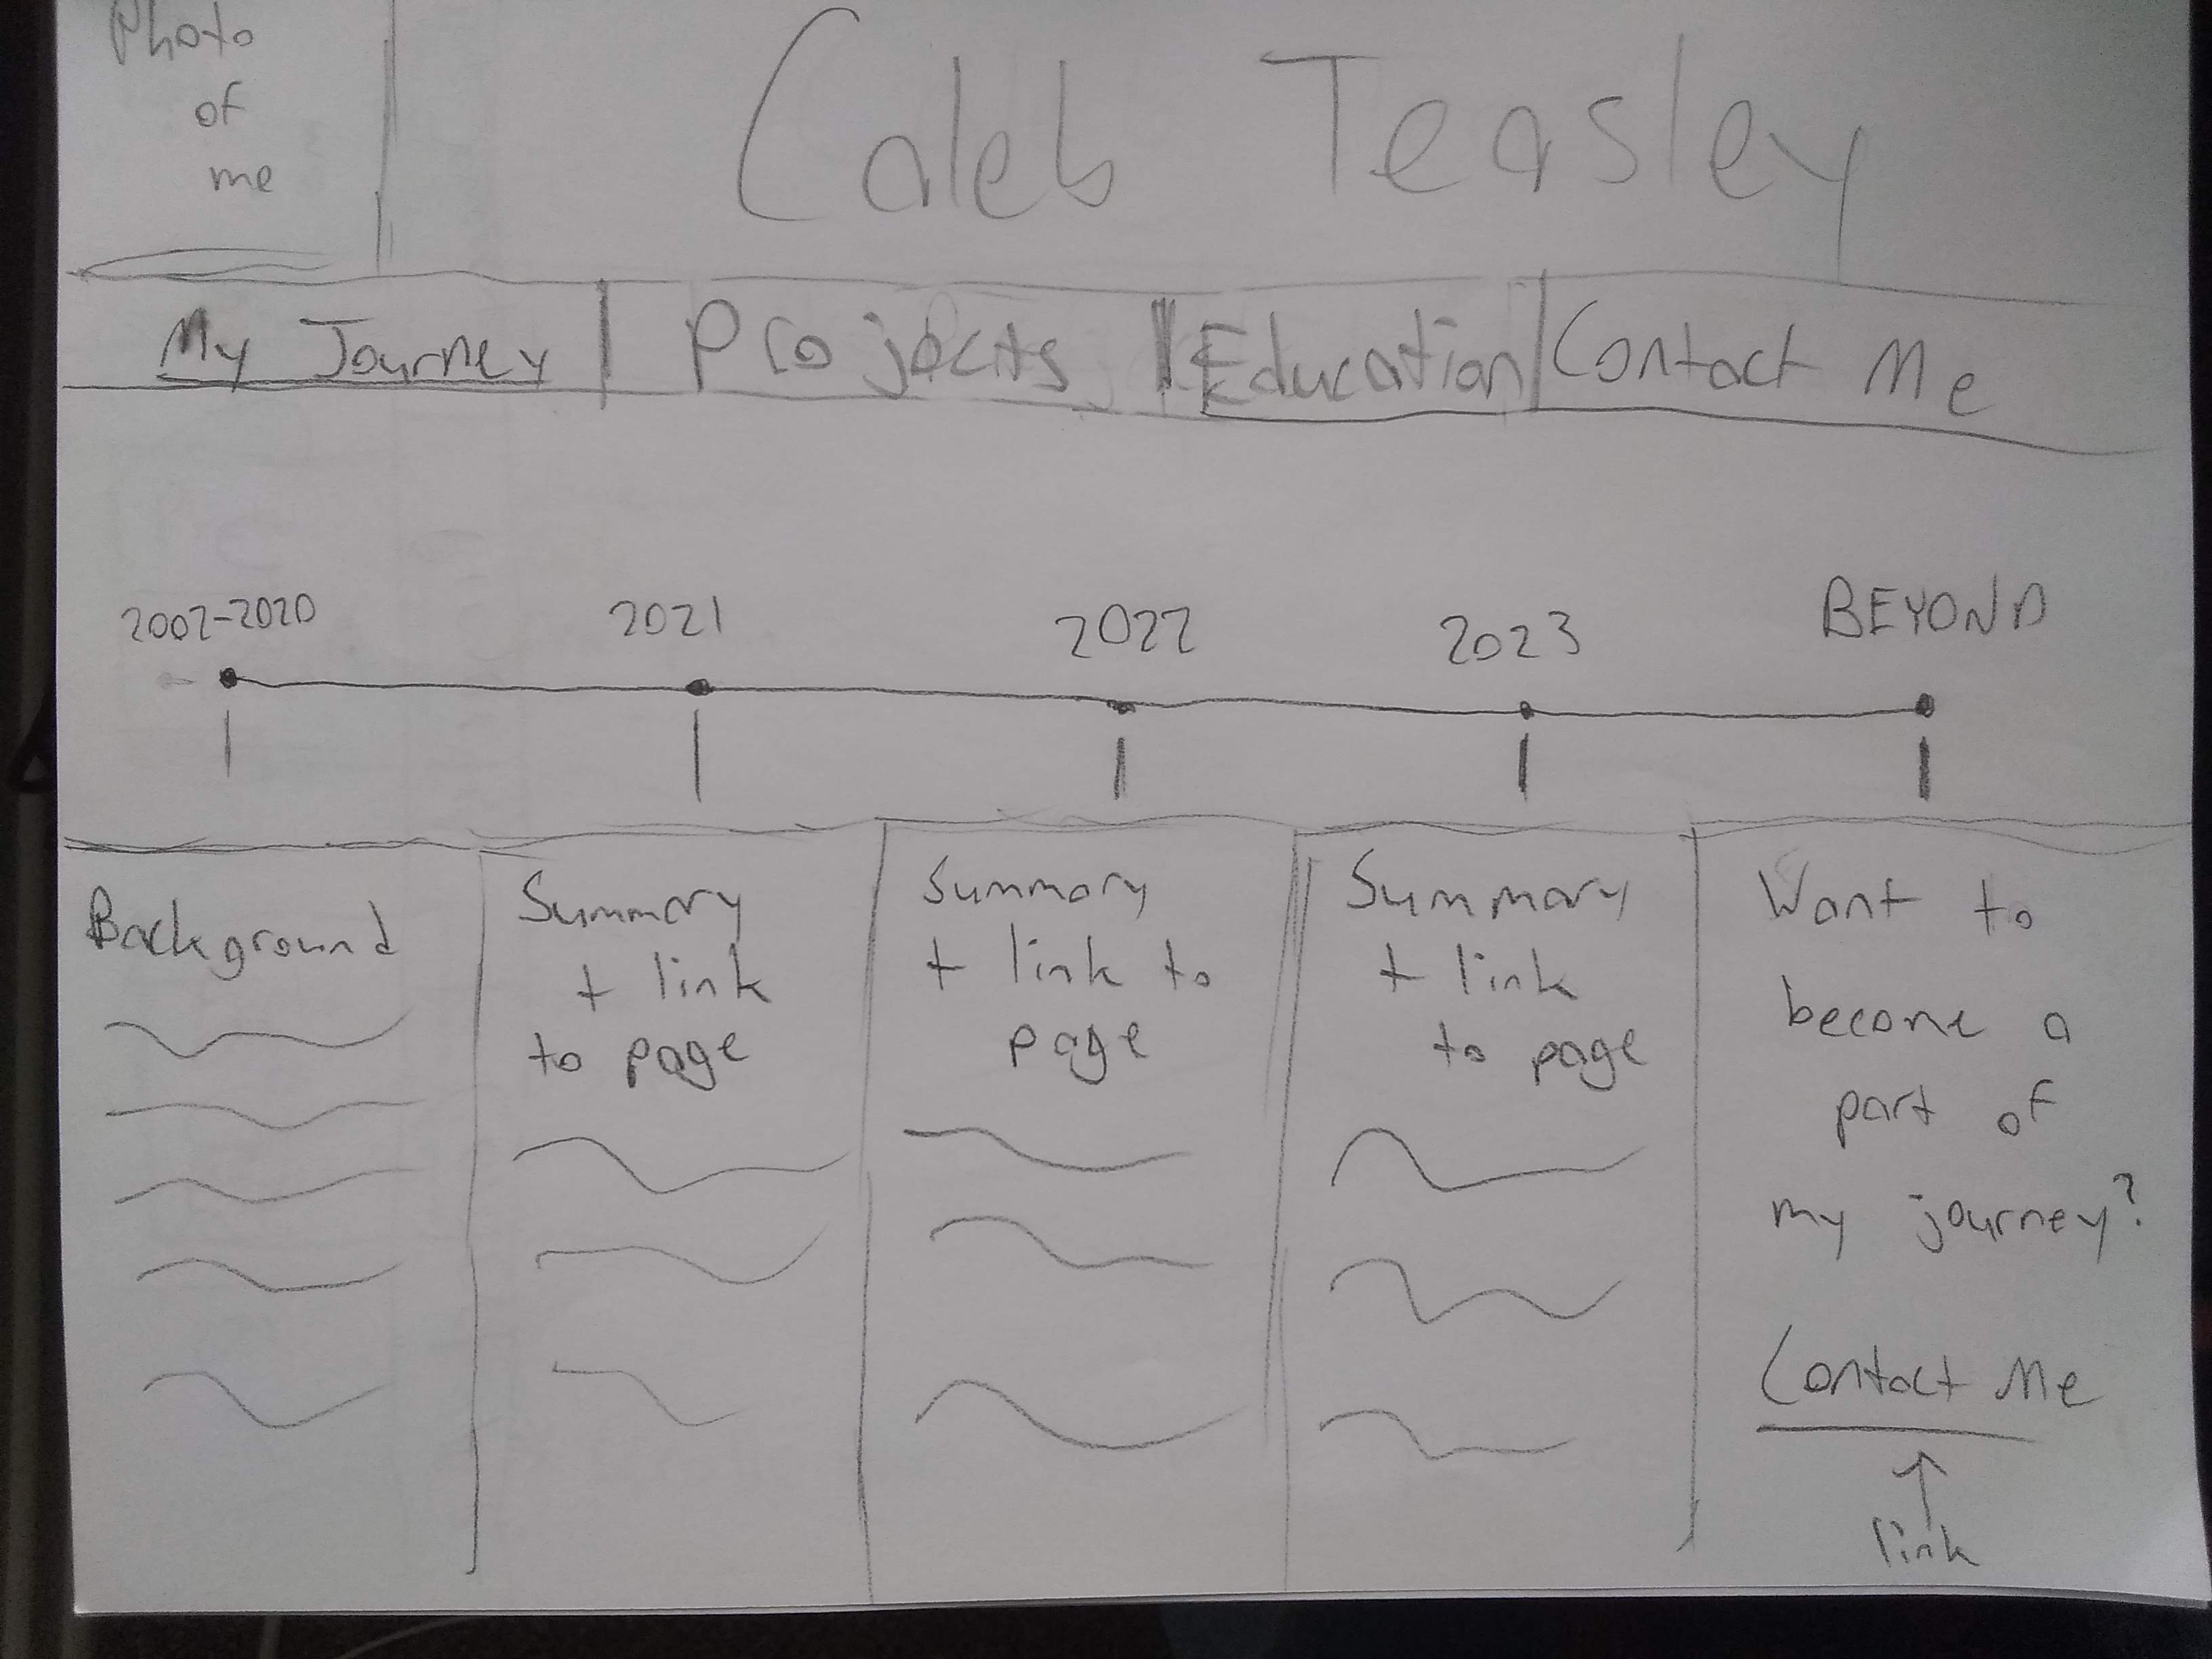 Photo
of
me
Caleb Teasley
My Journey
Projects
Education
Contact Me
2002-2020
2021
2022
2023
BEYOND
Background
Summary
+ link
to page
Summary
+ link to
page
Summary
+ link
to page
Want to
become a
part of
my journey?
Contact Me
link